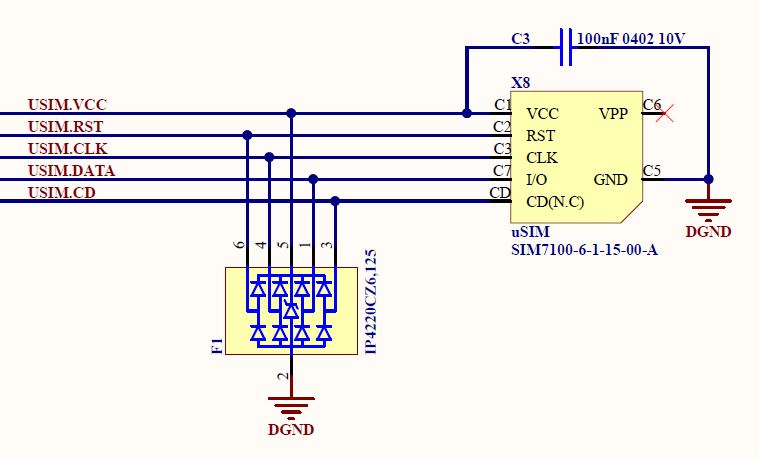 C3 100nF 0402 10V
X8
USIM.VCC C1 VCC VPP C6
USIM.RST C2 RST
USIM.CLK C3 CLK
USIM.DATA C7 I/O GND C5
USIM.CD CD CD(N.C)
DGND
uSIM
SIM7100-6-1-15-00-A
6 4 5 1 3
F1
IP4220CZ6,125
2
DGND